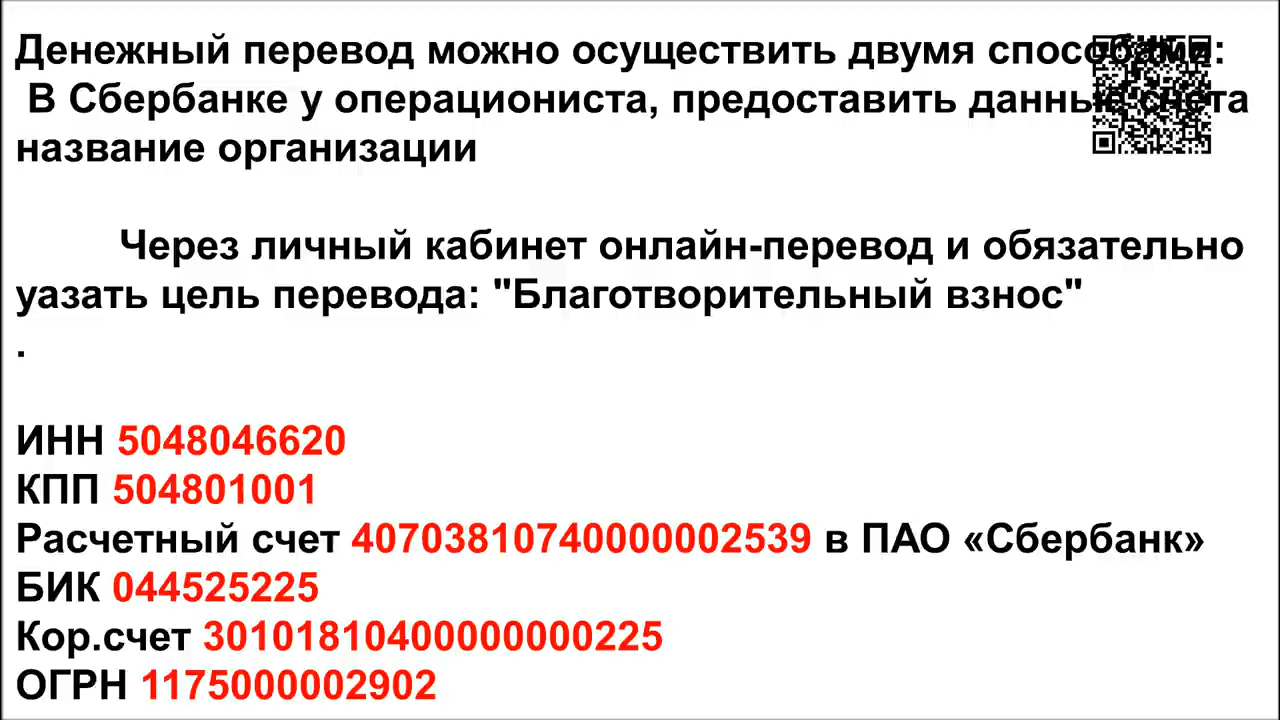 Денежный перевод можно осуществить двумя способами:
В Сбербанке у операциониста, предоставить данные счета
название организации
Через личный кабинет онлайн-перевод и обязательно
уазать цель перевода: "Благотворительный взнос"
.
ИНН 5048046620
КПП 504801001
Расчетный счет 40703810740000002539 в ПАО «Сбербанк»
БИК 044525225
Кор.счет 30101810400000000225
ОГРН 1175000002902